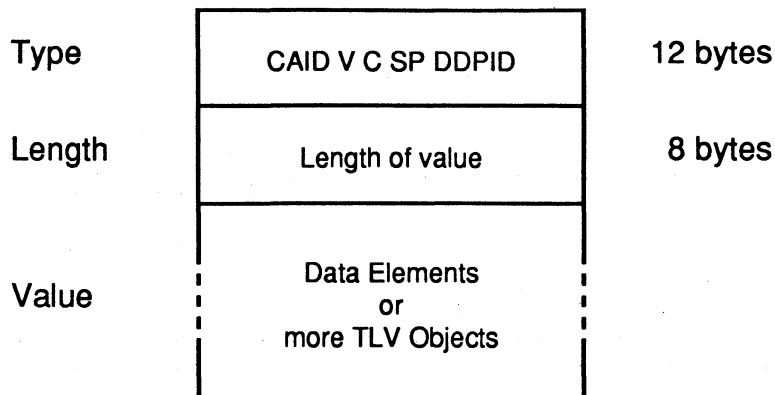 Type CAID V C SP DDPID 12 bytes
Length Length of value 8 bytes
Data Elements
Value or
more TLV Objects